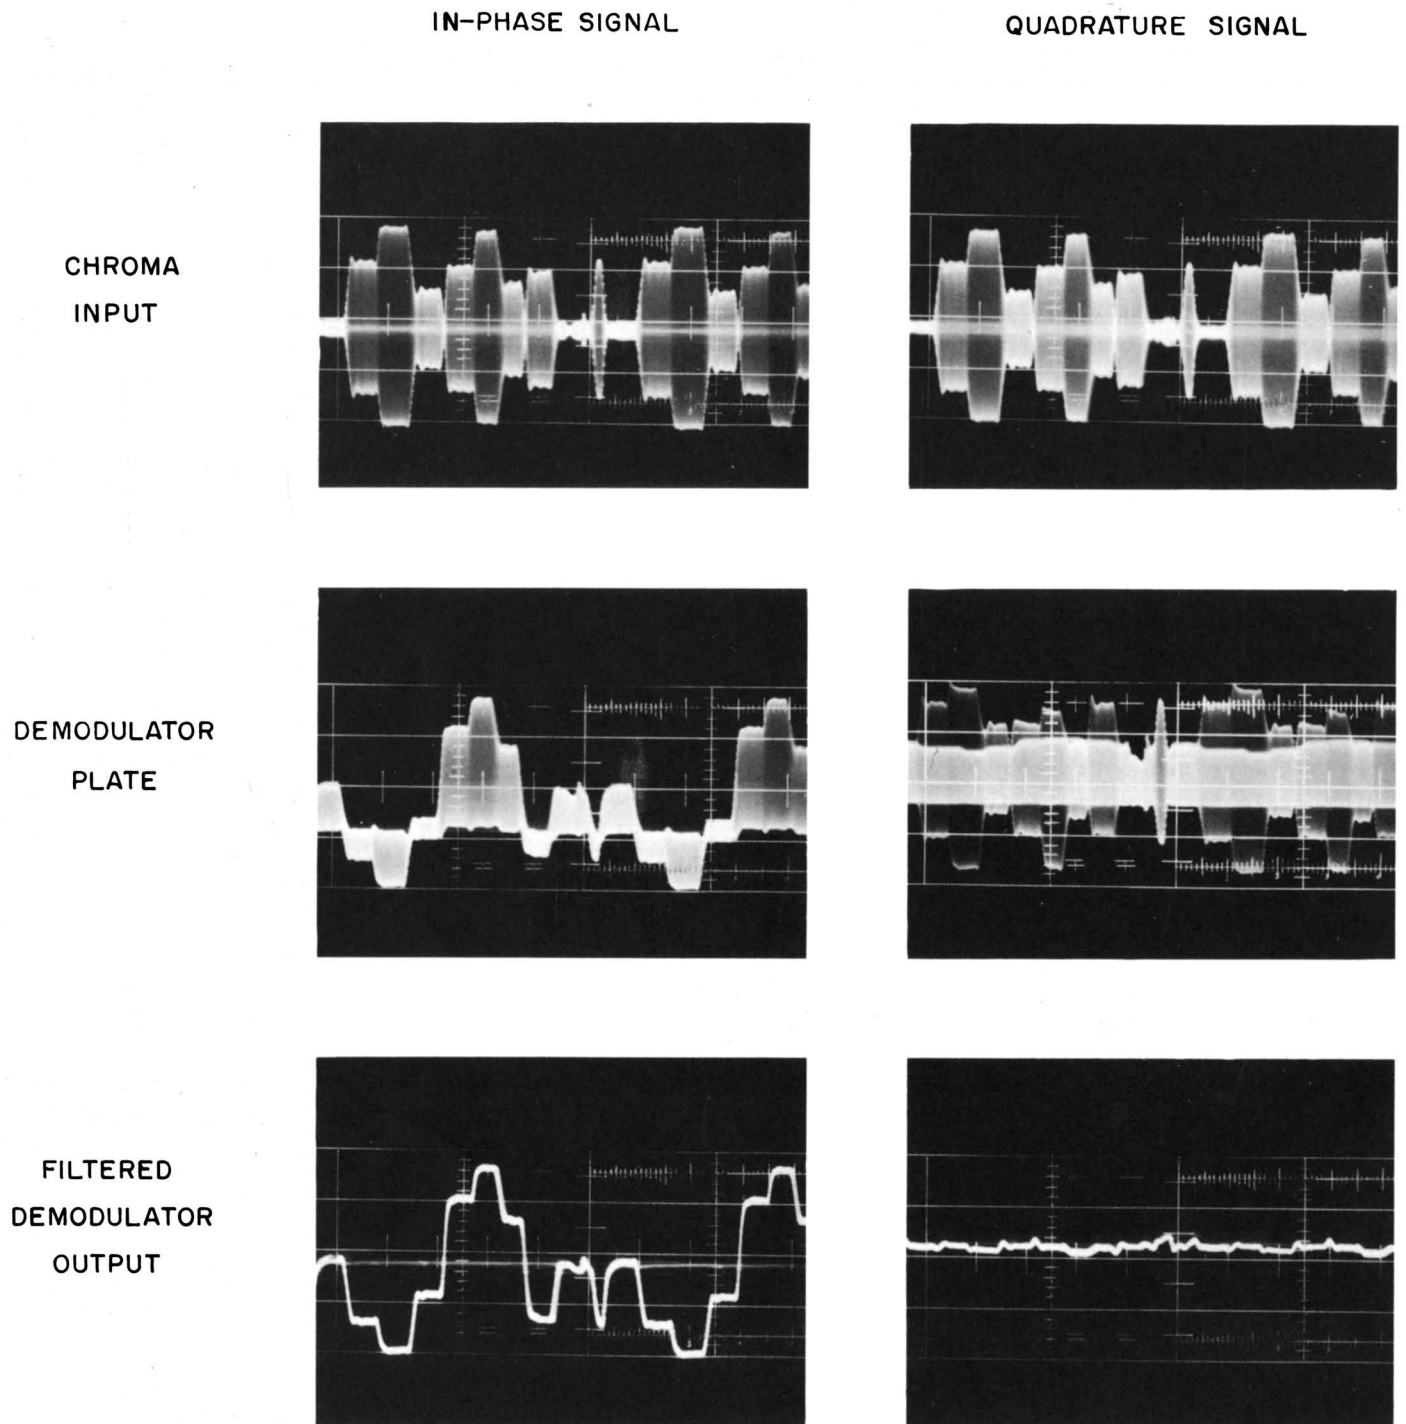 IN-PHASE SIGNAL
QUADRATURE SIGNAL
CHROMA
INPUT
DEMODULATOR
PLATE
FILTERED
DEMODULATOR
OUTPUT